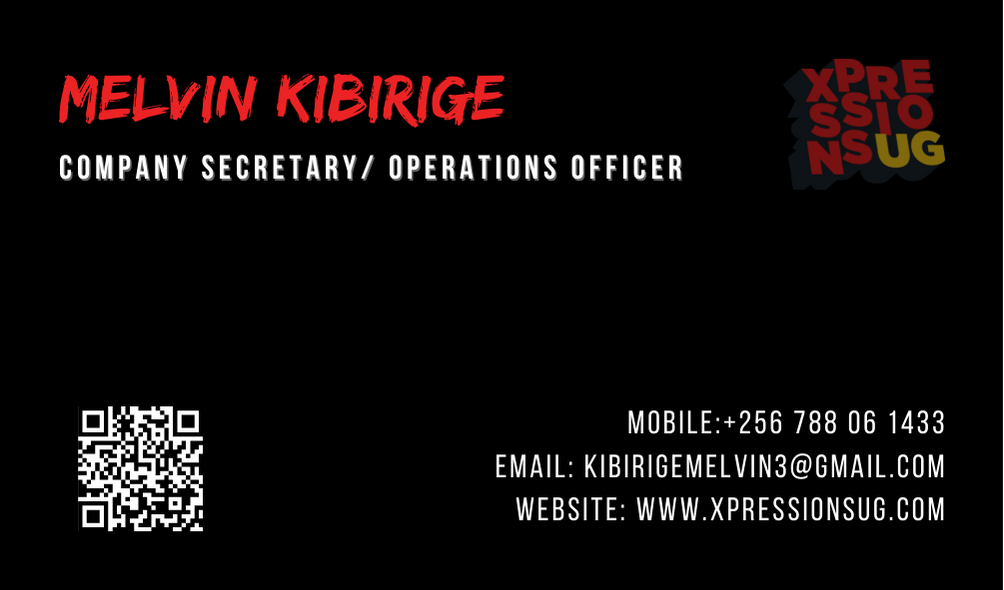 MELVIN KIBIRIGE
COMPANY SECRETARY/ OPERATIONS OFFICER
XPRE
SSIO
NSUG
MOBILE:+256 788 06 1433
EMAIL: KIBIRIGEMELVIN3@GMAIL.COM
WEBSITE: WWW.XPRESSIONSUG.COM